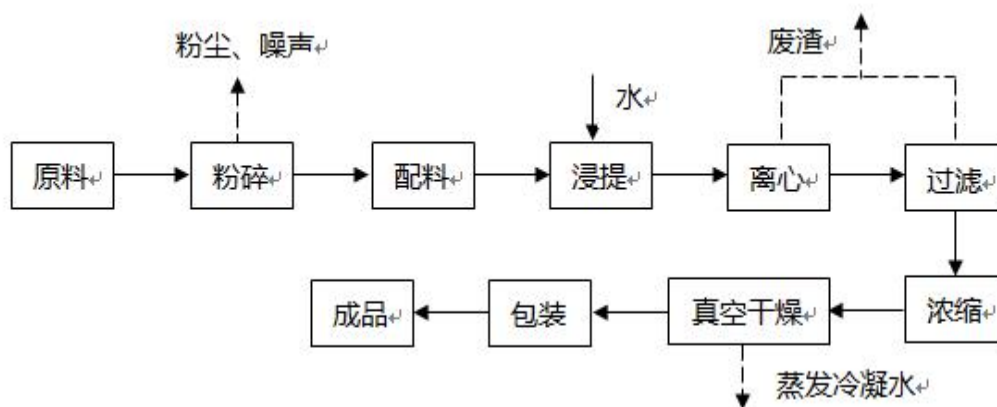 粉尘、噪声
废渣
水
原料
粉碎
配料
浸提
离心
过滤
成品
包装
真空干燥
浓缩
蒸发冷凝水